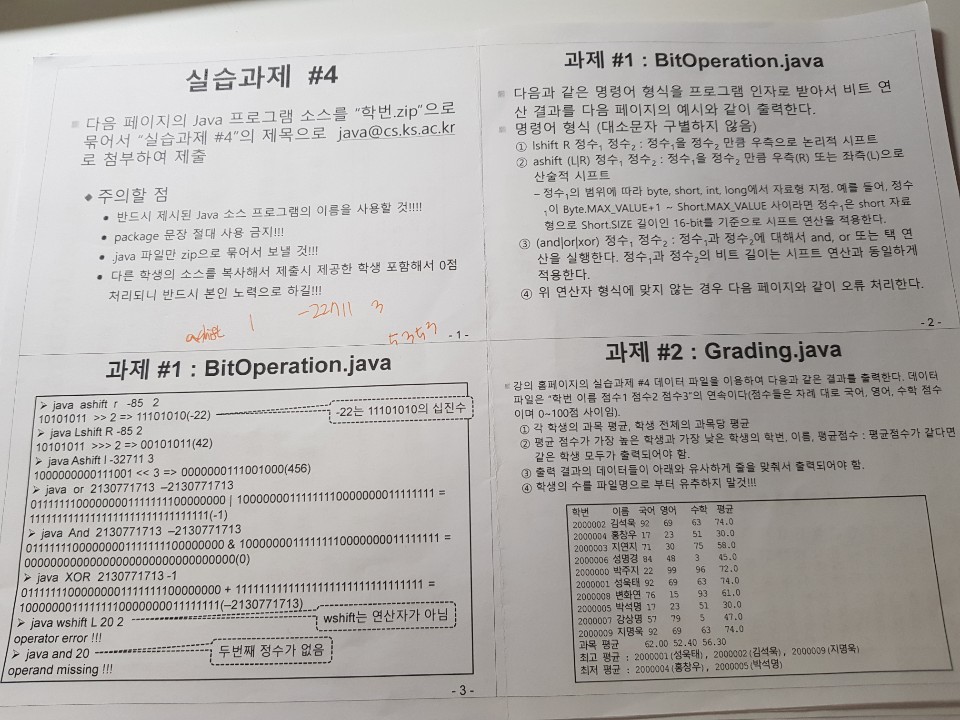 실습과제 #4
다음 페이지의 Java 프로그램 소스를 "학번.zip"으로
묶어서 "실습과제 #4"의 제목으로 java@cs.ks.ac.kr
로 첨부하여 제출
◆ 주의할 점
• 반드시 제시된 Java 소스 프로그램의 이름을 사용할 것!!!!
• package 문장 절대 사용 금지!!!
• .java 파일만 zip으로 묶어서 보낼 것!!!
• 다른 학생의 소스를 복사해서 제출시 제공한 학생 포함해서 0점
처리되니 반드시 본인 노력으로 하길!!!
l -22711 3
5353
- 1 -
과제 #1 : BitOperation.java
다음과 같은 명령어 형식을 프로그램 인자로 받아서 비트 연
산 결과를 다음 페이지의 예시와 같이 출력한다.
명령어 형식 (대소문자 구별하지 않음)
① lshift R 정수₁ 정수₂ : 정수₁을 정수₂ 만큼 우측으로 논리적 시프트
② ashift (L|R) 정수₁ 정수₂ : 정수₁을 정수₂ 만큼 우측(R) 또는 좌측(L)으로
산술적 시프트
– 정수₁의 범위에 따라 byte, short, int, long에서 자료형 지정. 예를 들어, 정수
₁이 Byte.MAX_VALUE+1 ~ Short.MAX_VALUE 사이라면 정수₁은 short 자료
형으로 Short.SIZE 길이인 16-bit를 기준으로 시프트 연산을 적용한다.
③ (and|or|xor) 정수₁ 정수₂ : 정수₁과 정수₂에 대해서 and, or 또는 택 연
산을 실행한다. 정수₁과 정수₂의 비트 길이는 시프트 연산과 동일하게
적용한다.
④ 위 연산자 형식에 맞지 않는 경우 다음 페이지와 같이 오류 처리한다.
- 2 -
과제 #1 : BitOperation.java
➢ java ashift r -85 2
10101011 >> 2 => 11101010(-22)
-22는 11101010의 십진수
➢ java Lshift R -85 2
10101011 >>> 2 => 00101011(42)
➢ java Ashift l -32711 3
1000000000111001 << 3 => 0000000111001000(456)
➢ java or 2130771713 –2130771713
01111111000000001111111100000000 | 10000000111111110000000011111111 =
11111111111111111111111111111111(-1)
➢ java And 2130771713 –2130771713
01111111000000001111111100000000 & 10000000111111110000000011111111 =
00000000000000000000000000000000(0)
➢ java XOR 2130771713 -1
01111111000000001111111100000000 + 11111111111111111111111111111111 =
10000000111111110000000011111111(–2130771713)
➢ java wshift L 20 2
wshift는 연산자가 아님
operator error !!!
➢ java and 20
두번째 정수가 없음
operand missing !!!
- 3 -
과제 #2 : Grading.java
강의 홈페이지의 실습과제 #4 데이터 파일을 이용하여 다음과 같은 결과를 출력한다. 데이터
파일은 "학번 이름 점수1 점수2 점수3"의 연속이다(점수들은 차례 대로 국어, 영어, 수학 점수
이며 0~100점 사이임).
① 각 학생의 과목 평균, 학생 전체의 과목당 평균
② 평균 점수가 가장 높은 학생과 가장 낮은 학생의 학번, 이름, 평균점수 : 평균점수가 같다면
같은 학생 모두가 출력되어야 함.
③ 출력 결과의 데이터들이 아래와 유사하게 줄을 맞춰서 출력되어야 함.
④ 학생의 수를 파일명으로 부터 유추하지 말것!!!
학번 이름 국어 영어 수학 평균
2000002 김석욱 92 69 63 74.0
2000004 홍창우 17 23 51 30.0
2000003 지연지 71 30 75 58.0
2000006 성명경 84 48 3 45.0
2000000 박주지 22 99 96 72.0
2000001 성욱태 92 69 63 74.0
2000008 변화연 76 15 93 61.0
2000005 박석명 17 23 51 30.0
2000007 강상명 57 79 5 47.0
2000009 지명욱 92 69 63 74.0
과목 평균 62.00 52.40 56.30
최고 평균 : 2000001(성욱태), 2000002(김석욱), 2000009(지명욱)
최저 평균 : 2000004(홍창우), 2000005(박석명)